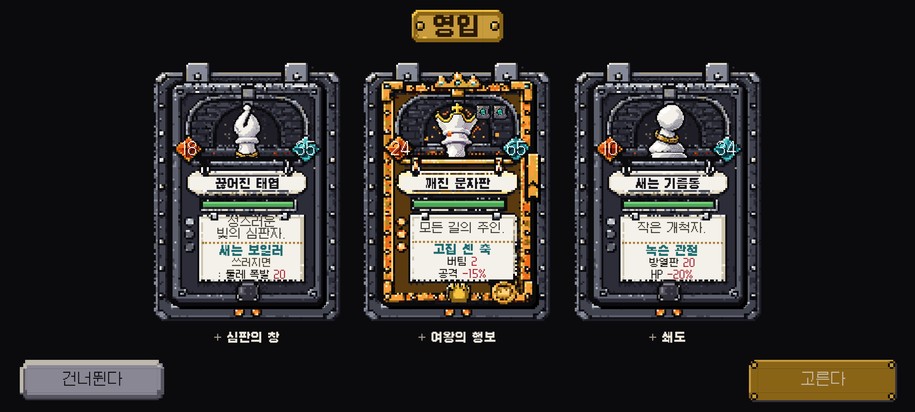 영입
18
35
끊어진 태엽
성스러운
빛의 심판자.
새는 보일러
쓰러지면
: 둘레 폭발 20
+ 심판의 창
24
65
깨진 문자판
모든 길의 주인.
고집 센 축
버팀 2
공격 -15%
+ 여왕의 행보
10
34
새는 기름통
작은 개척자.
녹슨 관절
방열판 20
HP -20%
+ 쇄도
건너뛴다
고른다